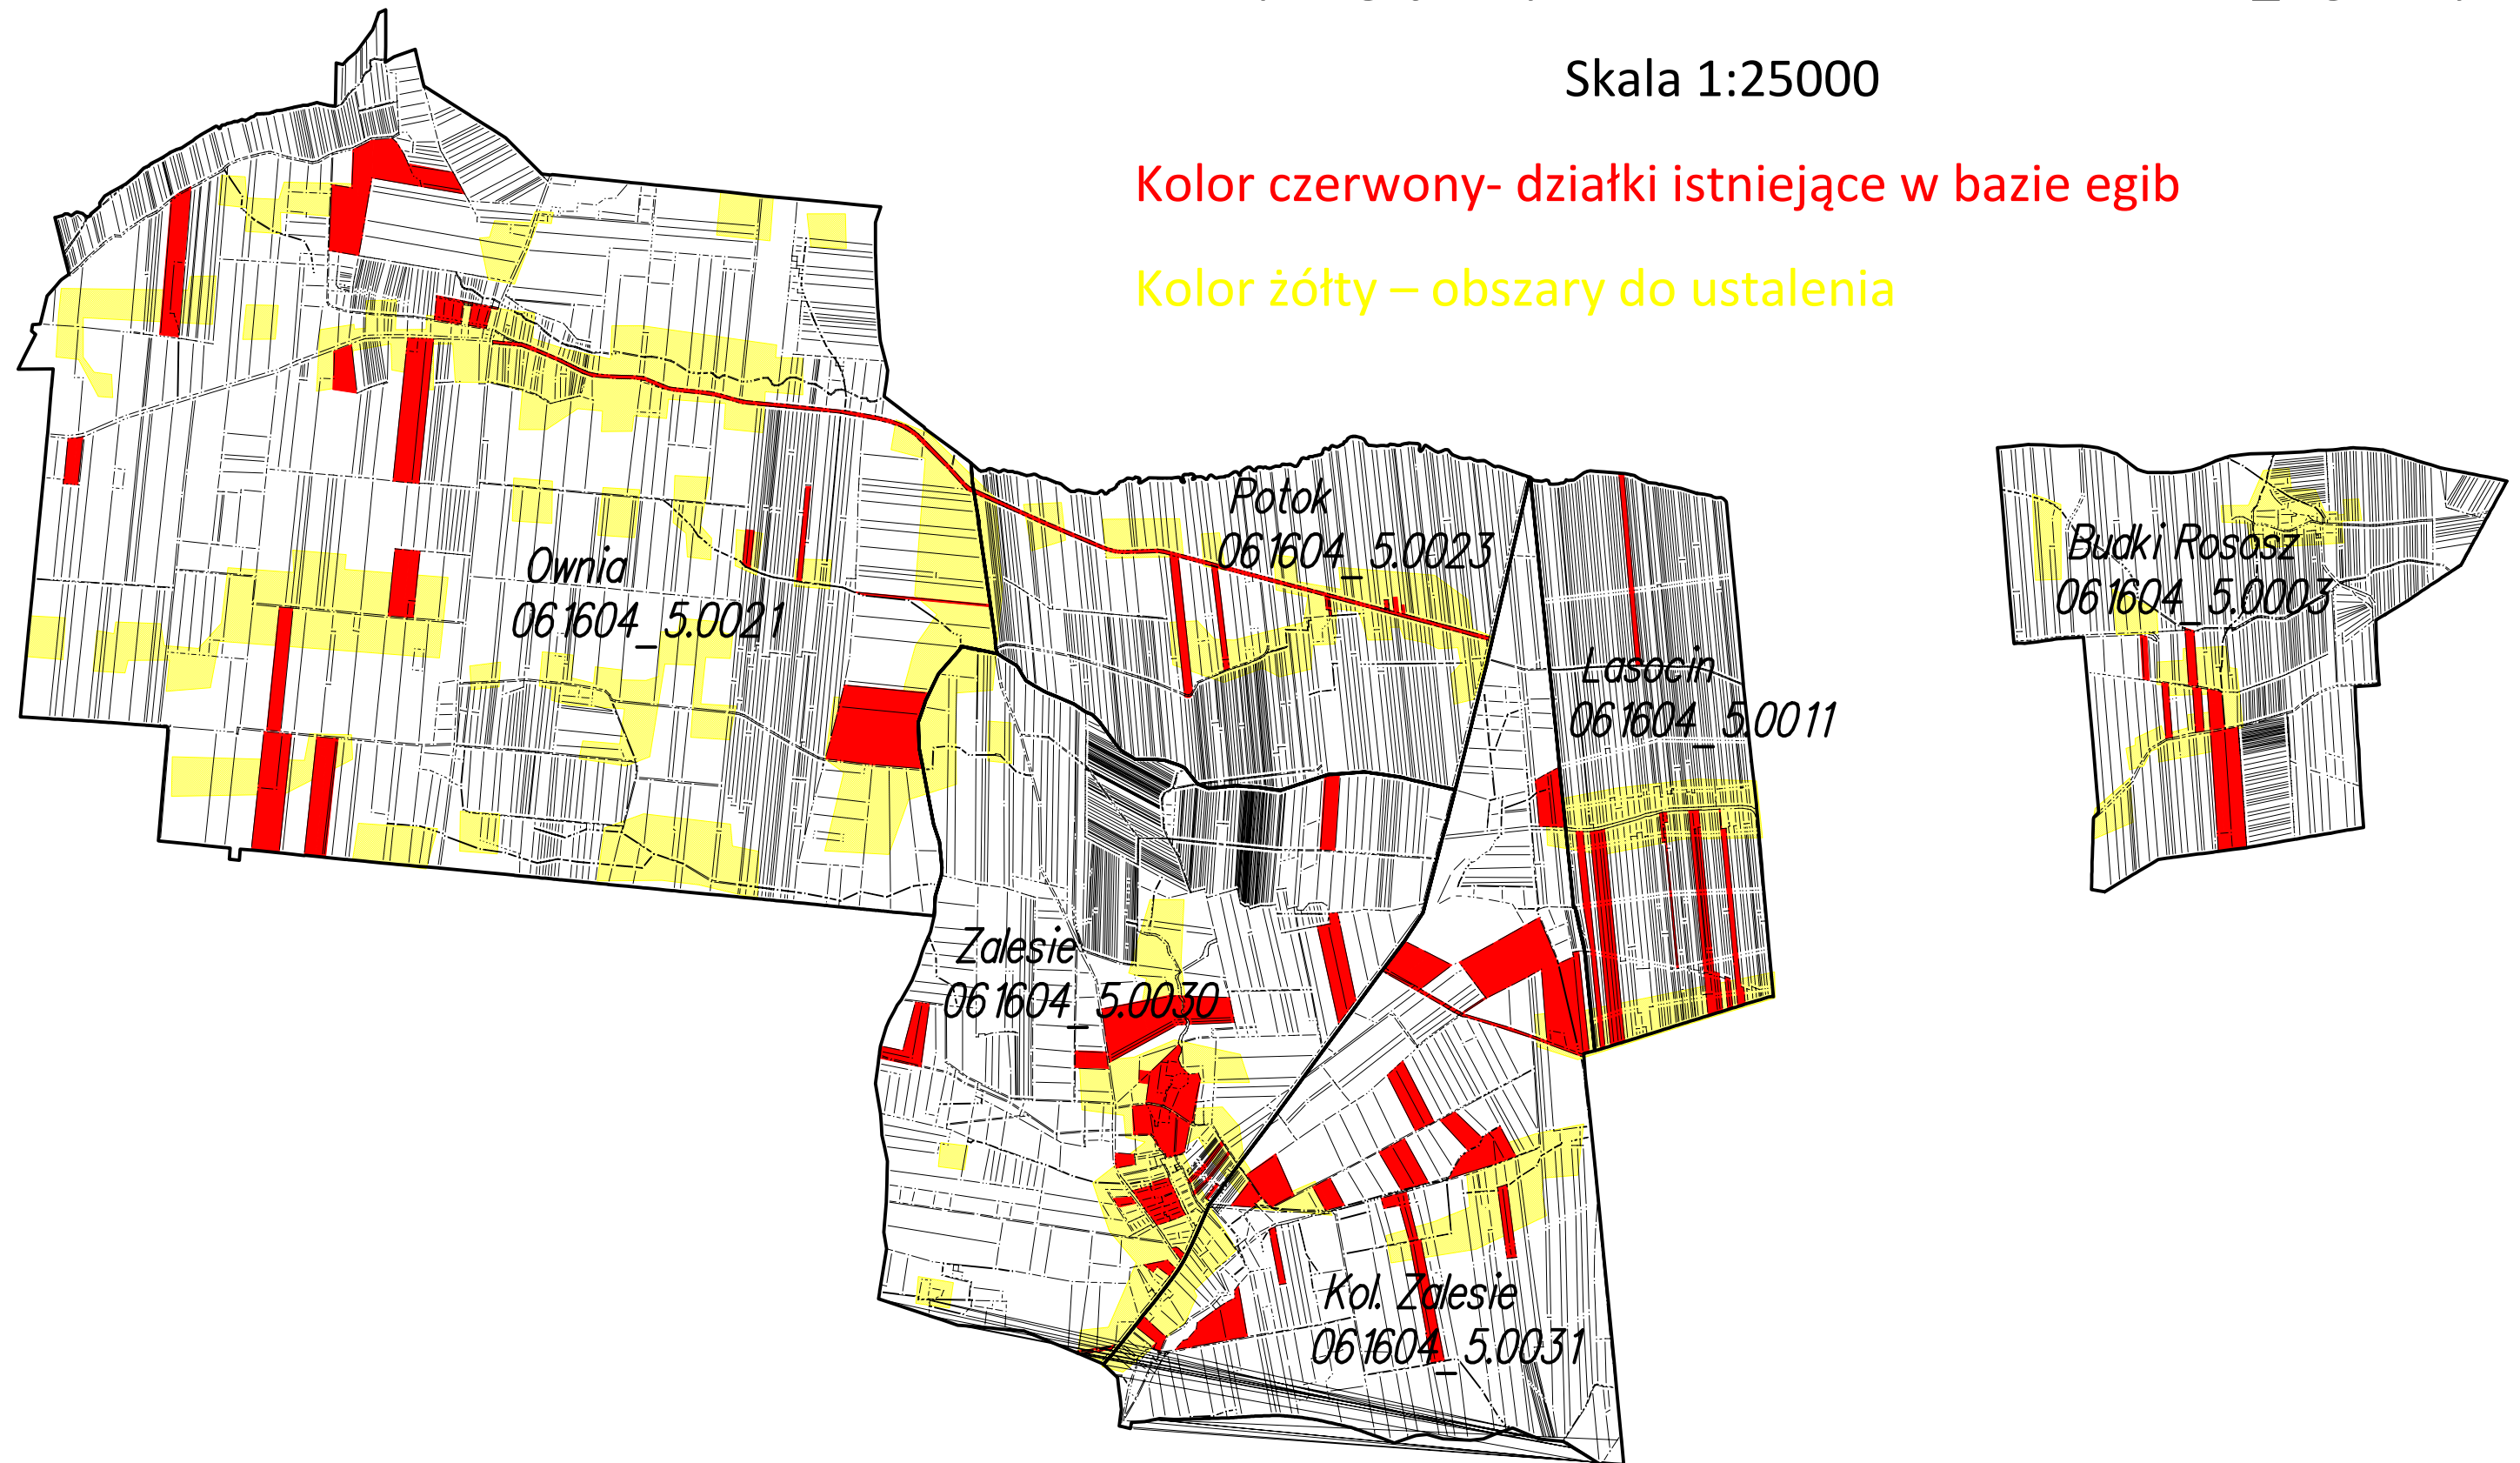 Skala 1:25000
Kolor czerwony- działki istniejące w bazie egib
Kolor żółty – obszary do ustalenia
Potok
061604_5.0023
Ownia
061604_5.0021
Budki Rososz
061604_5.0003
Lasocin
061604_5.0011
Zalesie
061604_5.0030
Kol. Zalesie
061604_5.0031